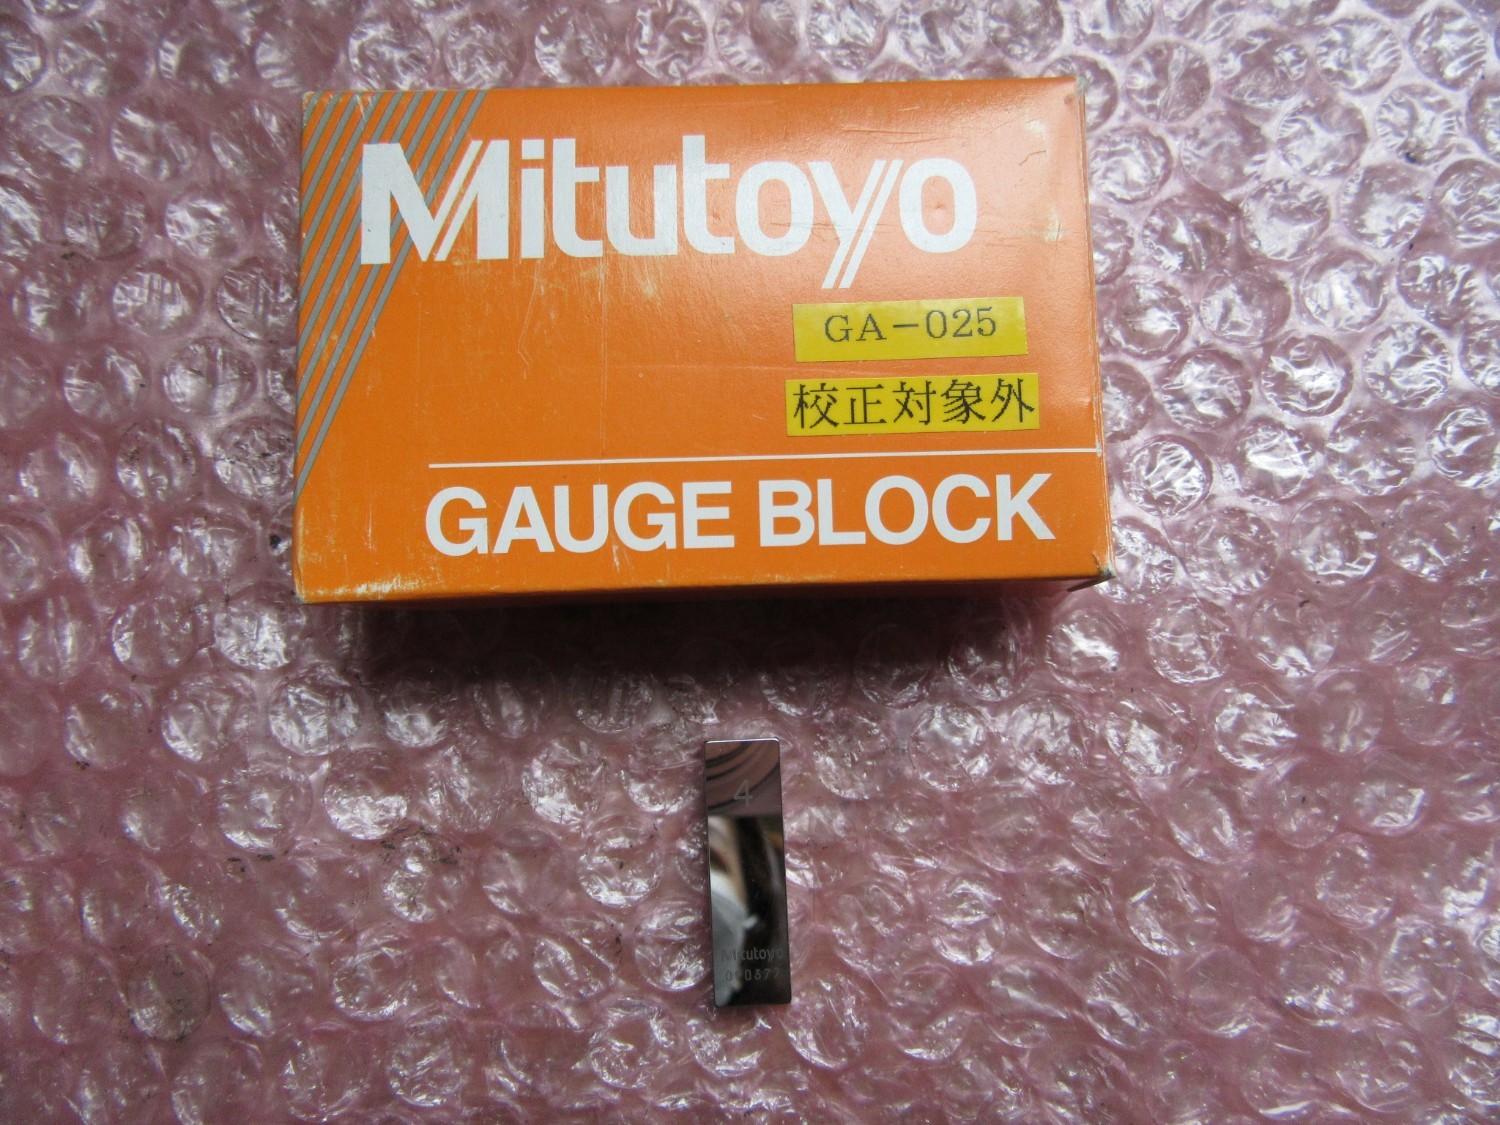 Mitutoyo
GA-025
校正対象外
GAUGE BLOCK
4
Mitutoyo